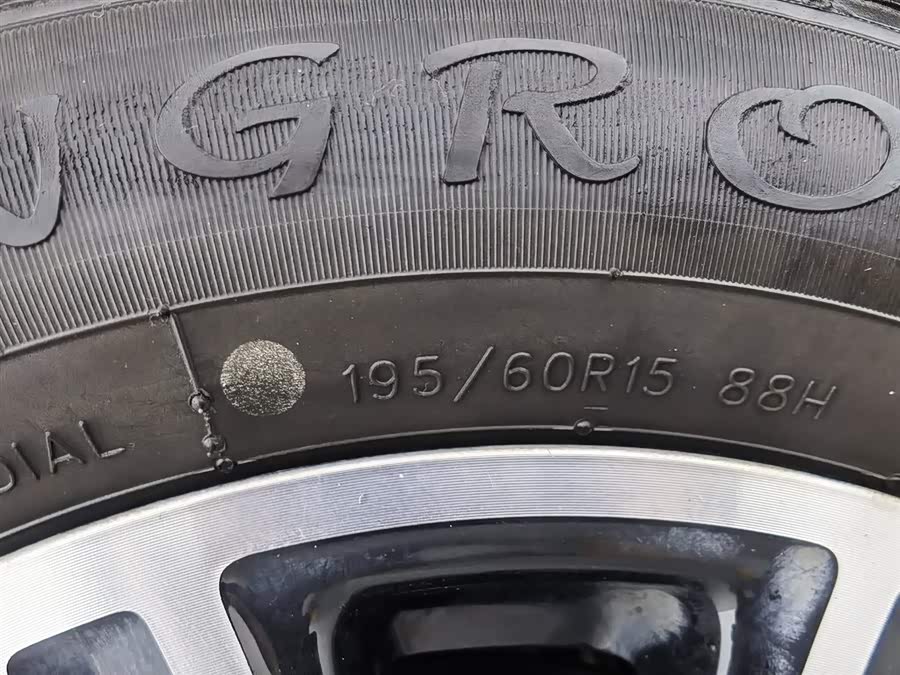 NGRO
195/60R15 88H
DIAL